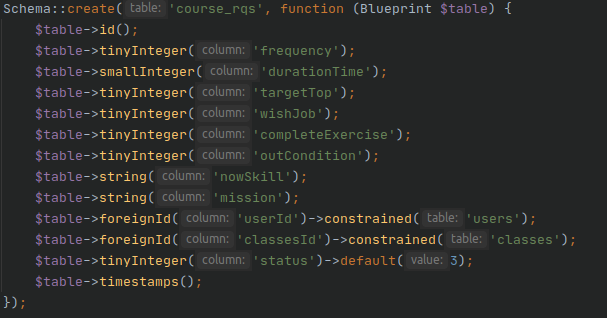 Schema::create( table: 'course_rqs', function (Blueprint $table) {
$table->id();
$table->tinyInteger( column: 'frequency');
$table->smallInteger( column: 'durationTime');
$table->tinyInteger( column: 'targetTop');
$table->tinyInteger( column: 'wishJob');
$table->tinyInteger( column: 'completeExercise');
$table->tinyInteger( column: 'outCondition');
$table->string( column: 'nowSkill');
$table->string( column: 'mission');
$table->foreignId( column: 'userId')->constrained( table: 'users');
$table->foreignId( column: 'classesId')->constrained( table: 'classes');
$table->tinyInteger( column: 'status')->default( value: 3);
$table->timestamps();
});